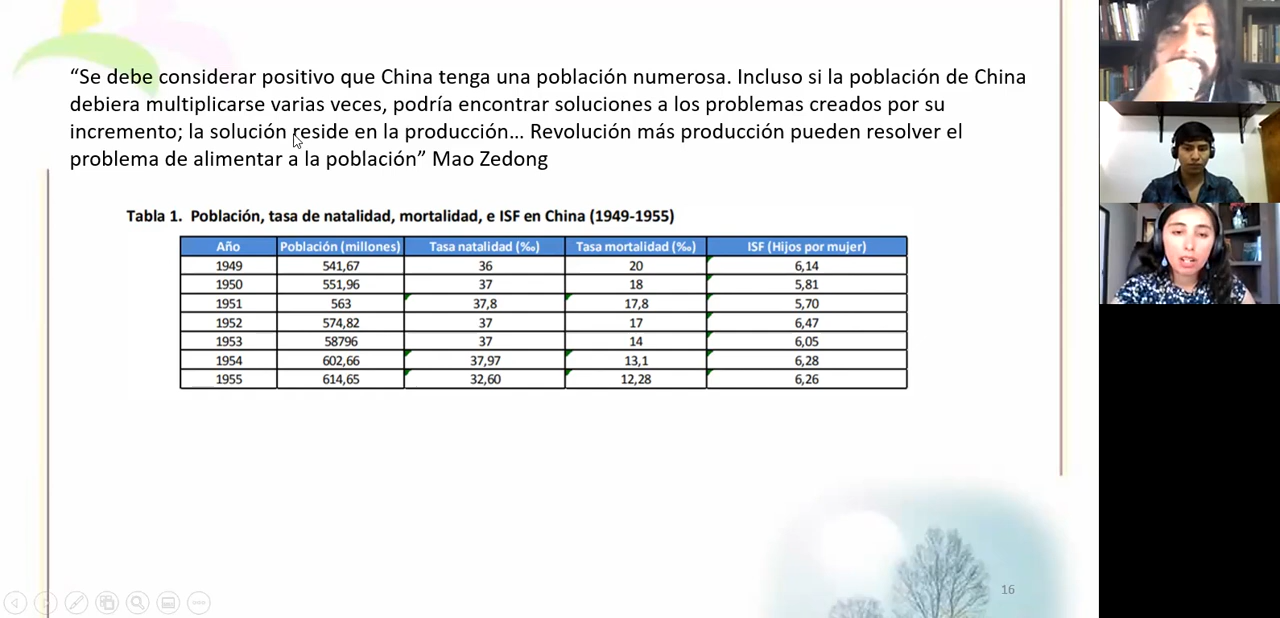 “Se debe considerar positivo que China tenga una población numerosa. Incluso si la población de China
debiera multiplicarse varias veces, podría encontrar soluciones a los problemas creados por su
incremento; la solución reside en la producción... Revolución más producción pueden resolver el
problema de alimentar a la población” Mao Zedong
Tabla 1. Población, tasa de natalidad, mortalidad, e ISF en China (1949-1955)
Año Población (millones) Tasa natalidad (‰) Tasa mortalidad (‰) ISF (Hijos por mujer)
1949 541,67 36 20 6,14
1950 551,96 37 18 5,81
1951 563 37,8 17,8 5,70
1952 574,82 37 17 6,47
1953 58796 37 14 6,05
1954 602,66 37,97 13,1 6,28
1955 614,65 32,60 12,28 6,26
16